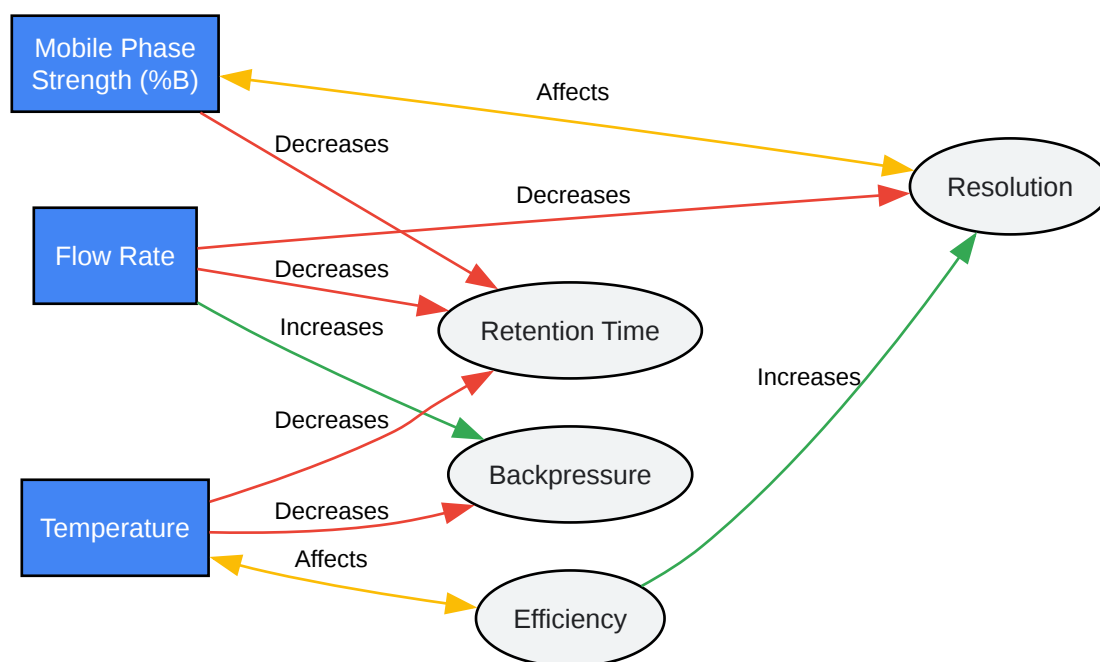 Mobile Phase
Strength (%B)
Affects
Decreases
Resolution
Decreases
Flow Rate
Decreases
Increases
Retention Time
Increases
Decreases
Backpressure
Decreases
Temperature
Affects
Efficiency